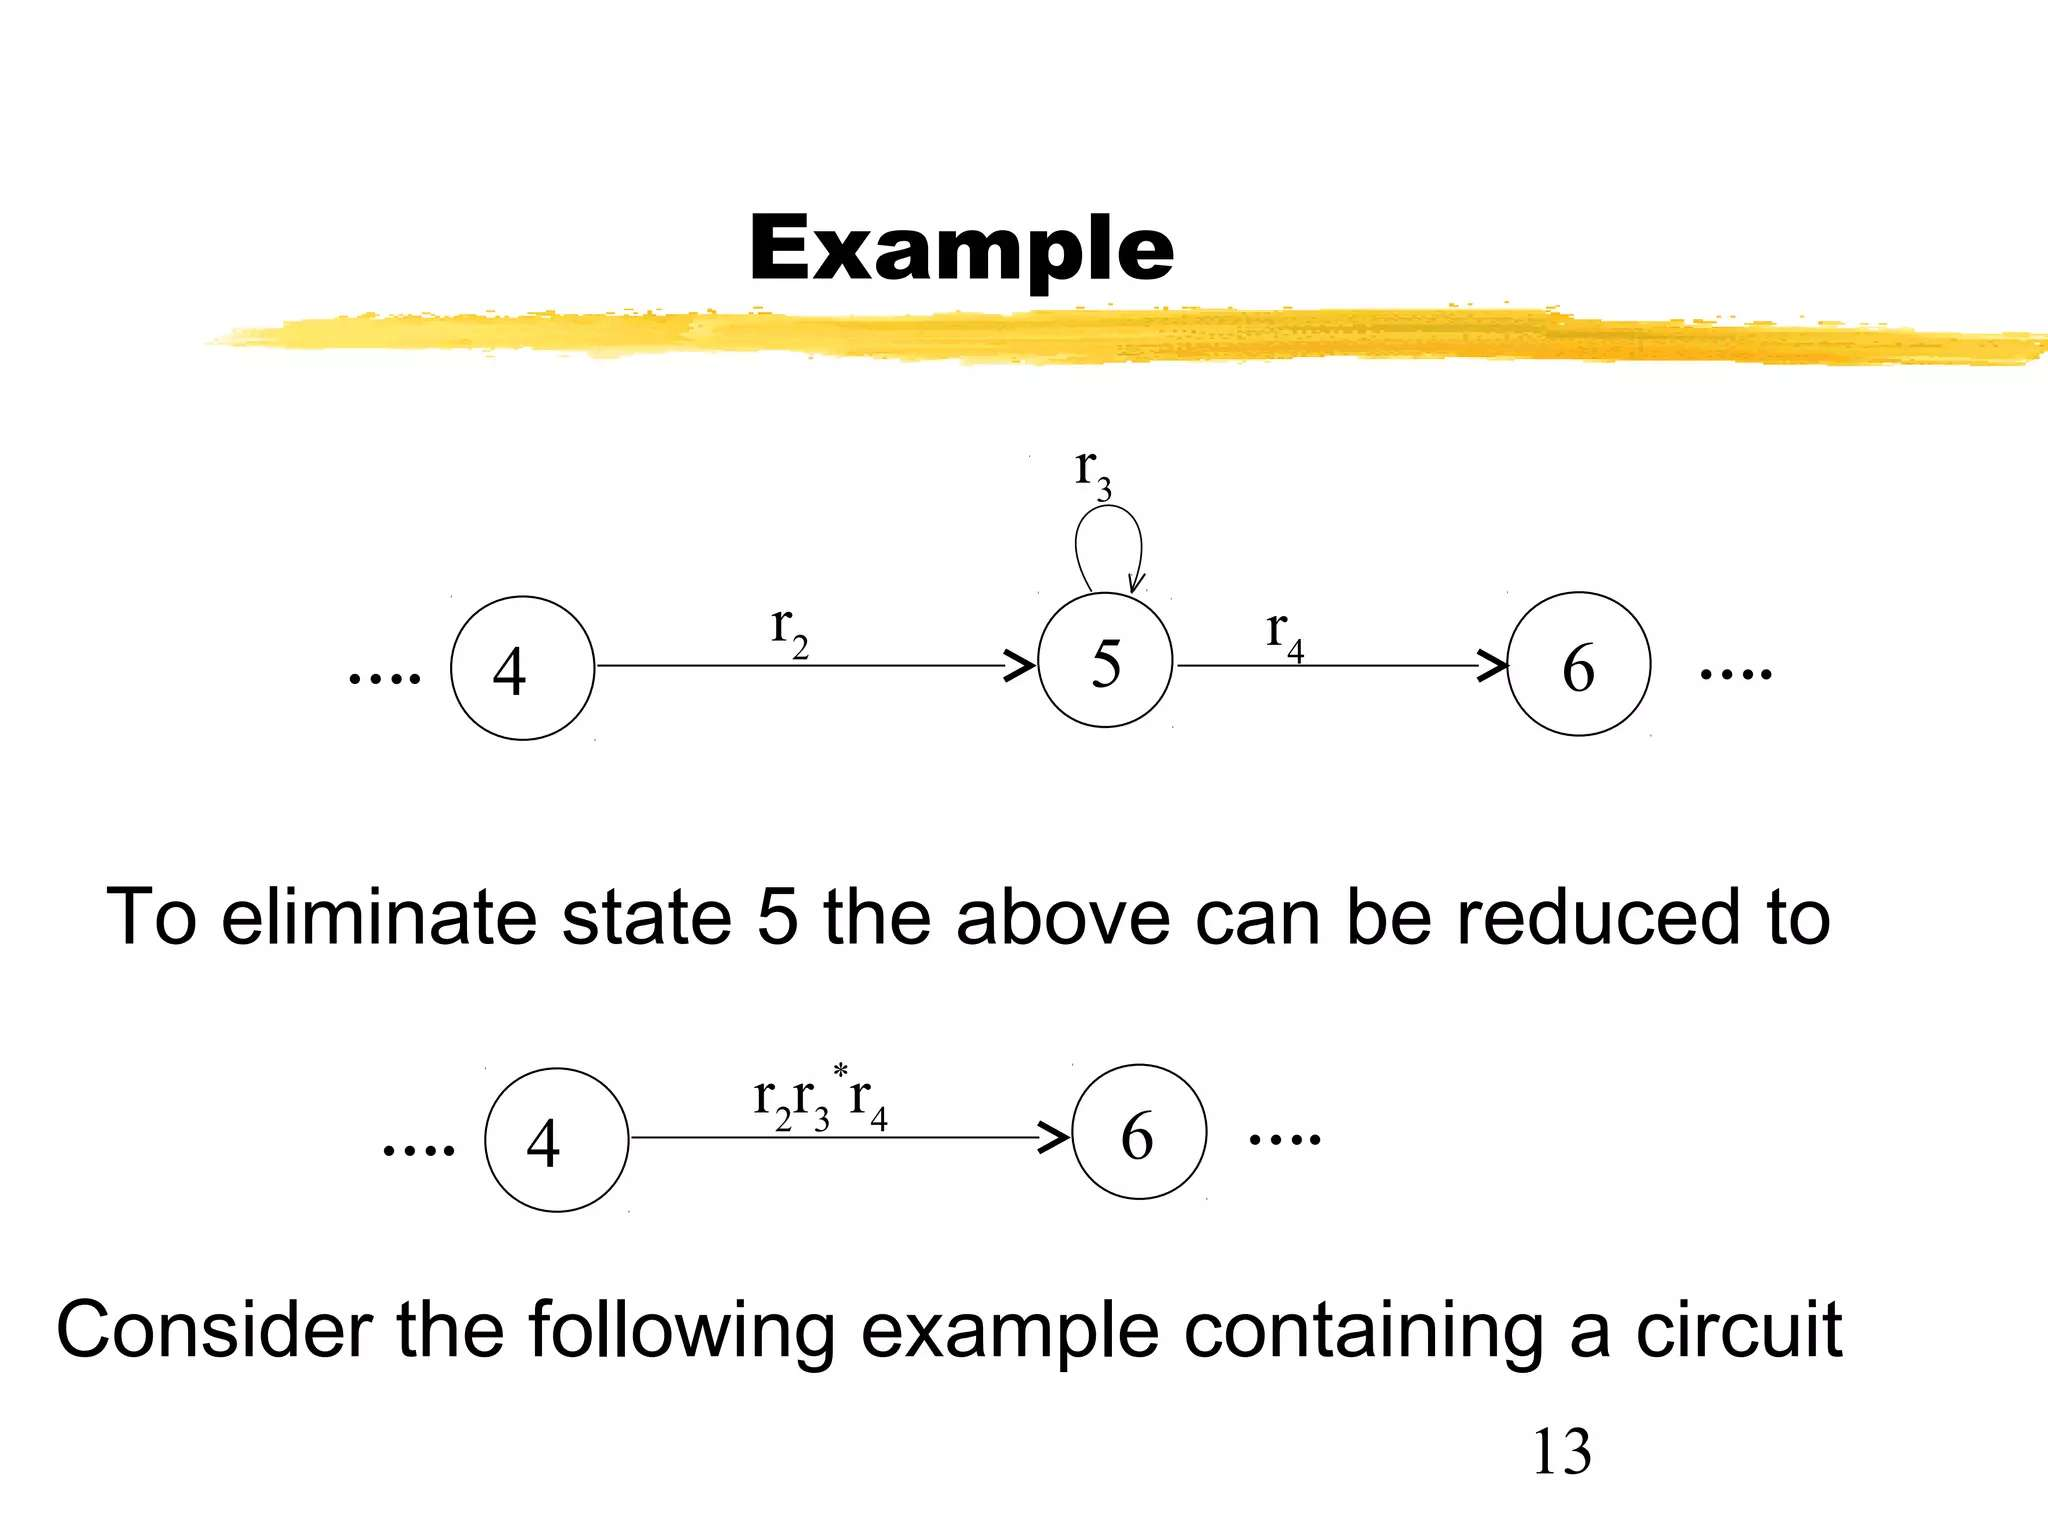 Example
r3
r2 r4
.... 4 5 6 ....
To eliminate state 5 the above can be reduced to
r2r3*r4
.... 4 6 ....
Consider the following example containing a circuit
13